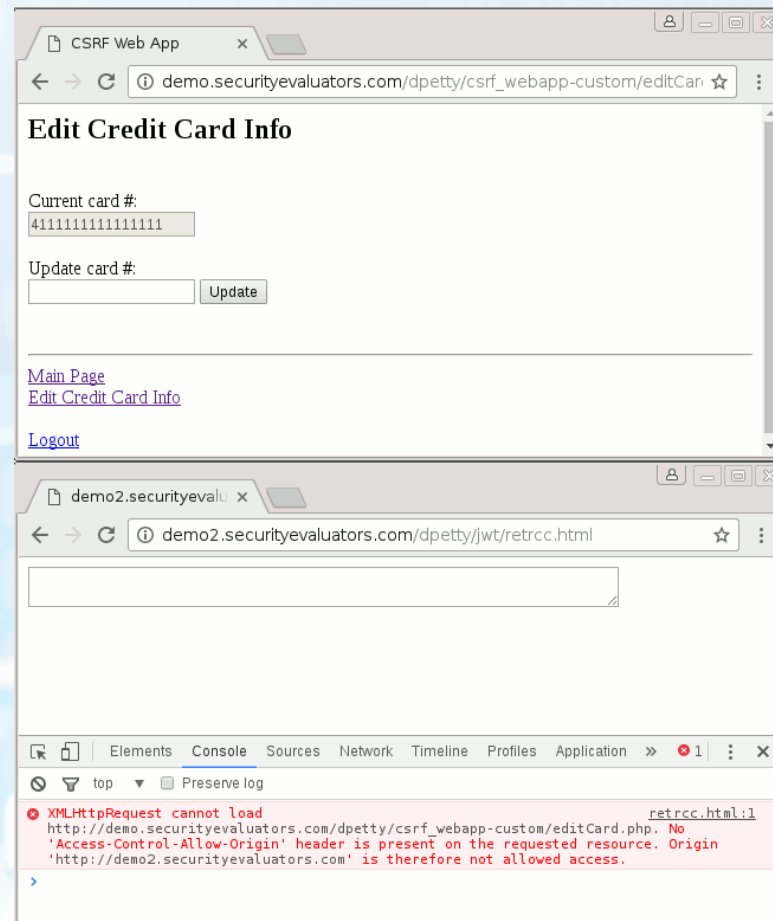 CSRF Web App
demo.securityevaluators.com/dpetty/csrf_webapp-custom/editCar
Edit Credit Card Info
Current card #:
4111111111111111
Update card #:
Update
Main Page
Edit Credit Card Info
Logout
demo2.securityevalu
demo2.securityevaluators.com/dpetty/jwt/retrcc.html
Elements Console Sources Network Timeline Profiles Application » 1
top ▼ Preserve log
XMLHttpRequest cannot load retrcc.html:1
http://demo.securityevaluators.com/dpetty/csrf_webapp-custom/editCard.php. No
'Access-Control-Allow-Origin' header is present on the requested resource. Origin
'http://demo2.securityevaluators.com' is therefore not allowed access.